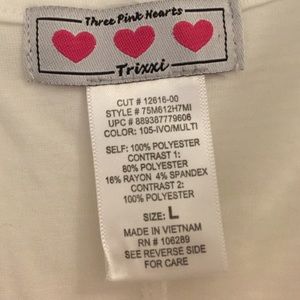 Three Pink Hearts
Trixxi
CUT # 12616-00
STYLE # 75M612H7MI
UPC # 889387779606
COLOR: 105-IVO/MULTI
SELF: 100% POLYESTER
CONTRAST 1:
80% POLYESTER
16% RAYON 4% SPANDEX
CONTRAST 2:
100% POLYESTER
SIZE: L
MADE IN VIETNAM
RN # 106289
SEE REVERSE SIDE
FOR CARE